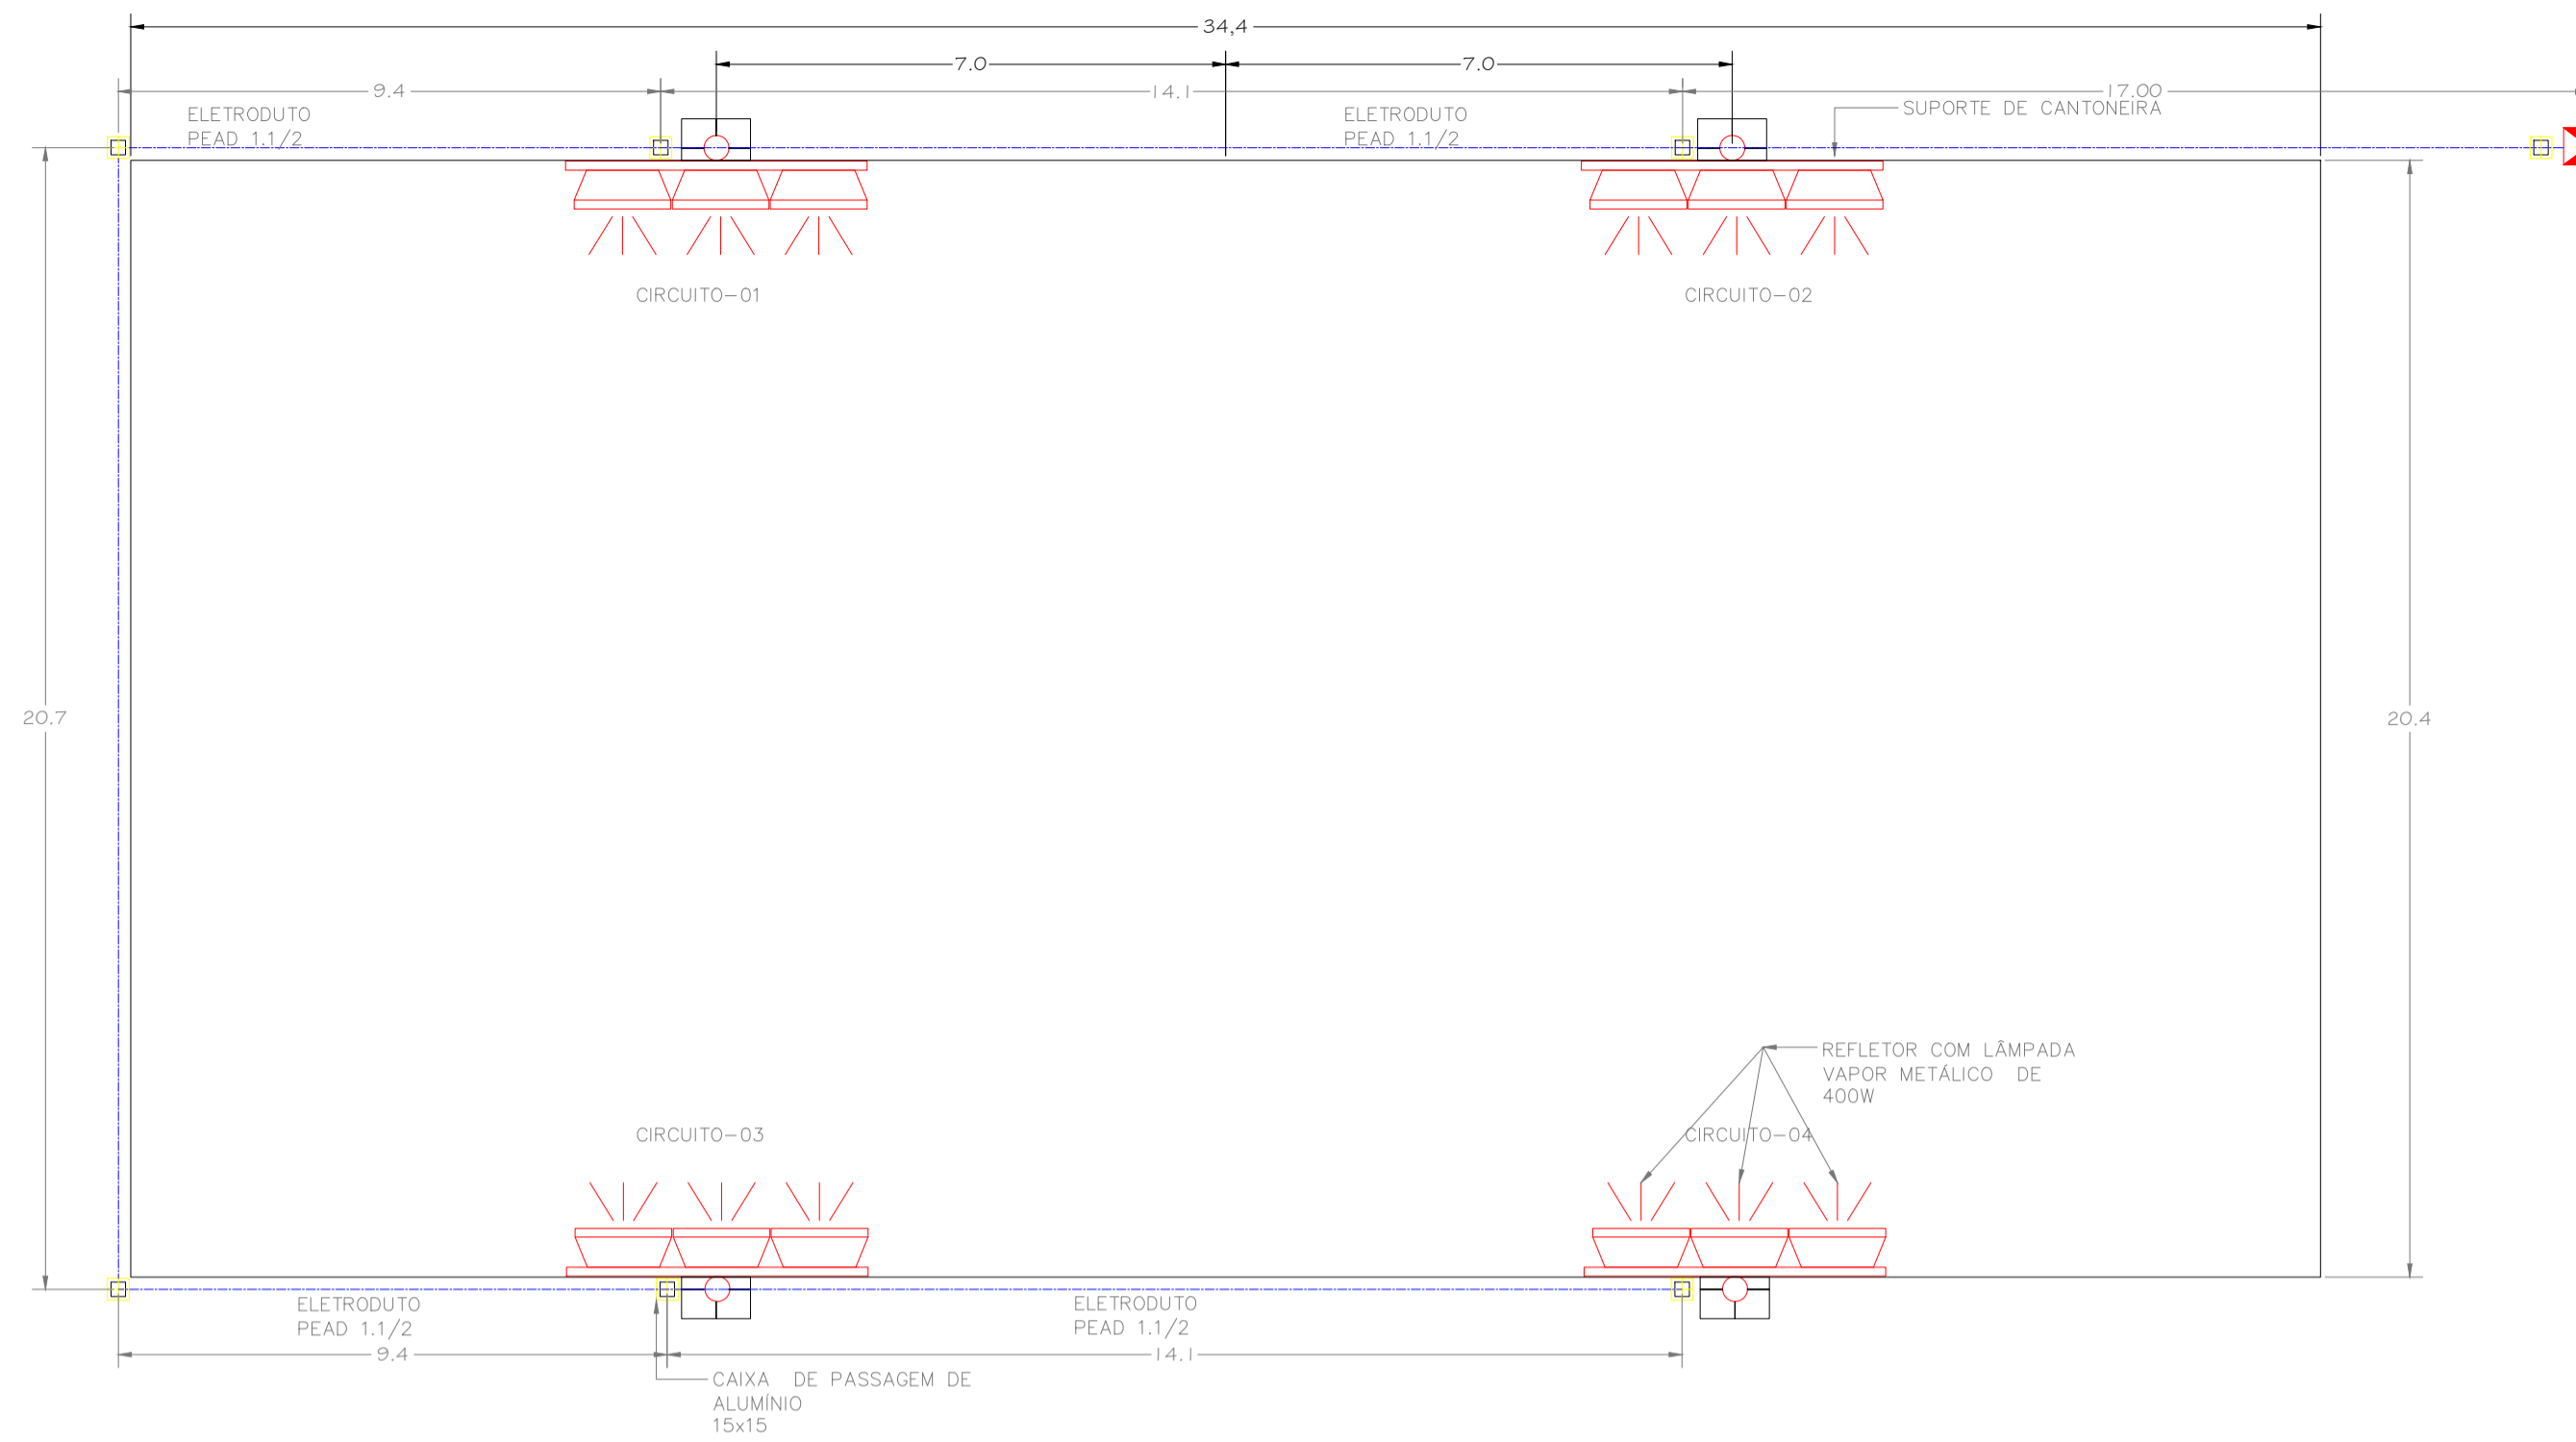 34,4
7.0
7.0
9.4
14.1
17.00
ELETRODUTO
PEAD 1.1/2
ELETRODUTO
PEAD 1.1/2
SUPORTE DE CANTONEIRA
CIRCUITO-01
CIRCUITO-02
20.7
20.4
REFLETOR COM LÂMPADA
VAPOR METÁLICO DE
400W
CIRCUITO-03
CIRCUITO-04
ELETRODUTO
PEAD 1.1/2
ELETRODUTO
PEAD 1.1/2
9.4
14.1
CAIXA DE PASSAGEM DE
ALUMÍNIO
15x15